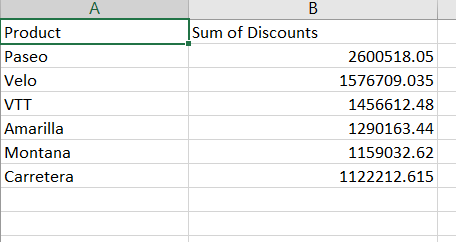 A B
Product Sum of Discounts
Paseo 2600518.05
Velo 1576709.035
VTT 1456612.48
Amarilla 1290163.44
Montana 1159032.62
Carretera 1122212.615